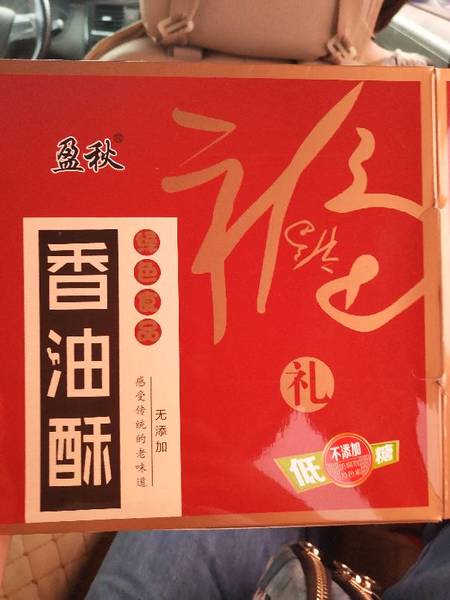 盈秋®
福
香油酥
绿色食品
无添加
感受传统的老味道
礼
低
不添加
糖